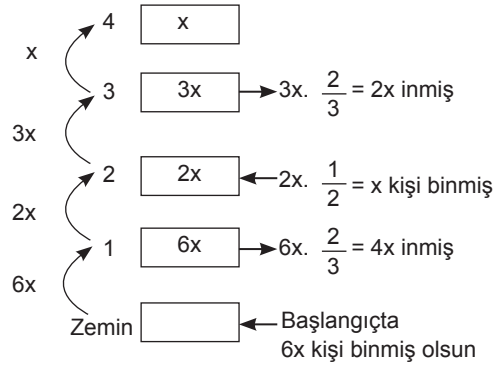 4 x
x
3 3x 3x. 2/3 = 2x inmiş
3x
2 2x 2x. 1/2 = x kişi binmiş
2x
1 6x 6x. 2/3 = 4x inmiş
6x
Zemin Başlangıçta
6x kişi binmiş olsun